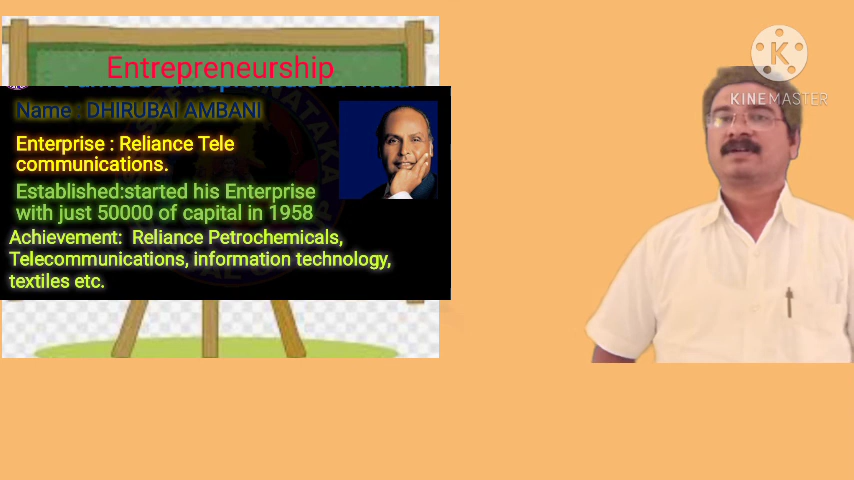 Entrepreneurship
Name : DHIRUBAI AMBANI
Enterprise : Reliance Tele
communications.
Established:started his Enterprise
with just 50000 of capital in 1958
Achievement: Reliance Petrochemicals,
Telecommunications, information technology,
textiles etc.
KINEMASTER